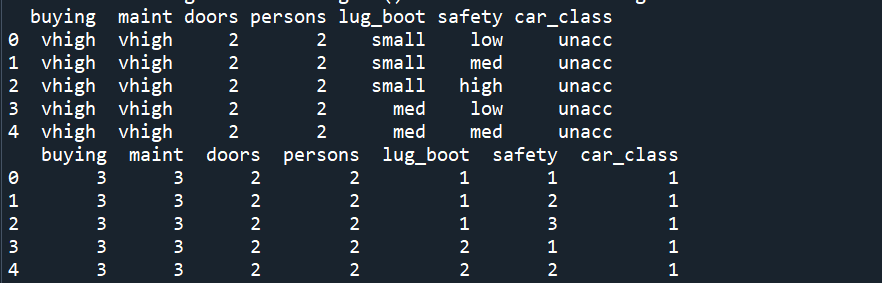 buying maint doors persons lug_boot safety car_class
0 vhigh vhigh 2 2 small low unacc
1 vhigh vhigh 2 2 small med unacc
2 vhigh vhigh 2 2 small high unacc
3 vhigh vhigh 2 2 med low unacc
4 vhigh vhigh 2 2 med med unacc
buying maint doors persons lug_boot safety car_class
0 3 3 2 2 1 1 1
1 3 3 2 2 1 2 1
2 3 3 2 2 1 3 1
3 3 3 2 2 2 1 1
4 3 3 2 2 2 2 1